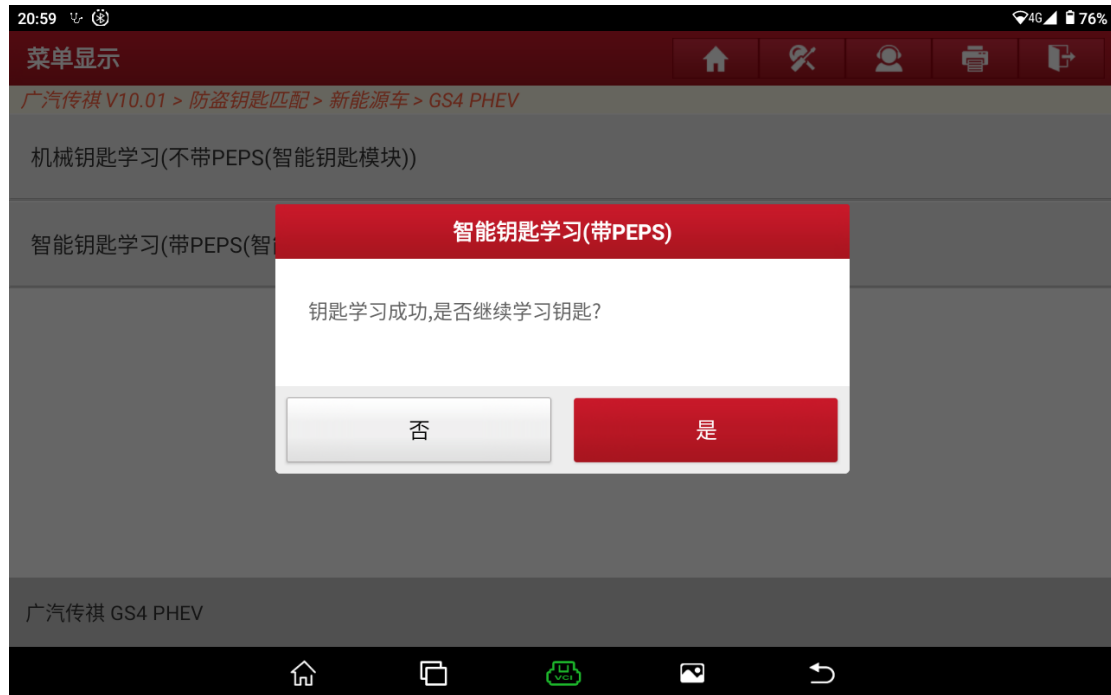 20:59
4G 76%
菜单显示
广汽传祺 V10.01 > 防盗钥匙匹配 > 新能源车 > GS4 PHEV
机械钥匙学习(不带PEPS(智能钥匙模块))
智能钥匙学习(带PEPS(智
智能钥匙学习(带PEPS)
钥匙学习成功,是否继续学习钥匙?
否 是
广汽传祺 GS4 PHEV
VCI